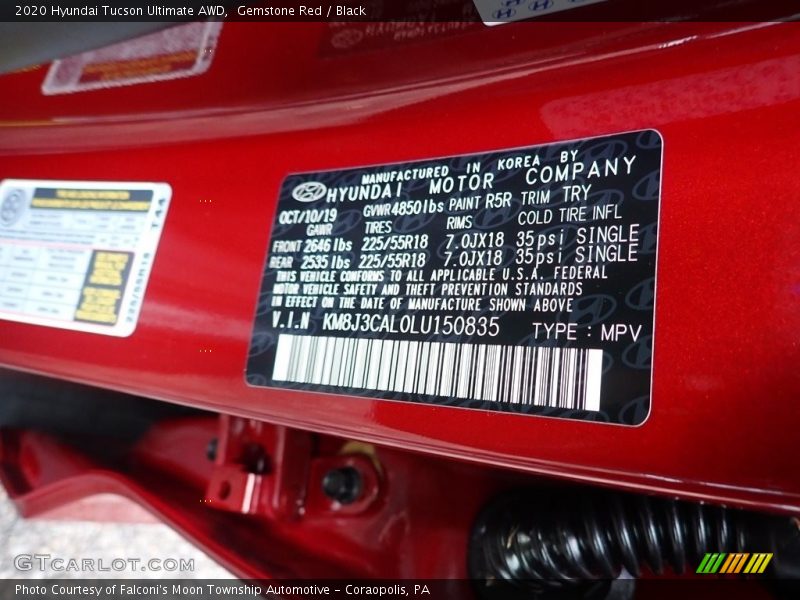 2020 Hyundai Tucson Ultimate AWD,  Gemstone Red / Black
MANUFACTURED IN KOREA BY
HYUNDAI MOTOR COMPANY
OCT/10/19 GVWR 4850lbs PAINT R5R TRIM TRY
GAWR TIRES RIMS COLD TIRE INFL
FRONT 2646 lbs 225/55R18 7.0JX18 35psi SINGLE
REAR 2535 lbs 225/55R18 7.0JX18 35psi SINGLE
THIS VEHICLE CONFORMS TO ALL APPLICABLE U.S.A. FEDERAL
MOTOR VEHICLE SAFETY AND THEFT PREVENTION STANDARDS
IN EFFECT ON THE DATE OF MANUFACTURE SHOWN ABOVE
V.I.N KM8J3CAL0LU150835 TYPE : MPV
GTCARLOT.COM
Photo Courtesy of Falconi's Moon Township Automotive - Coraopolis, PA